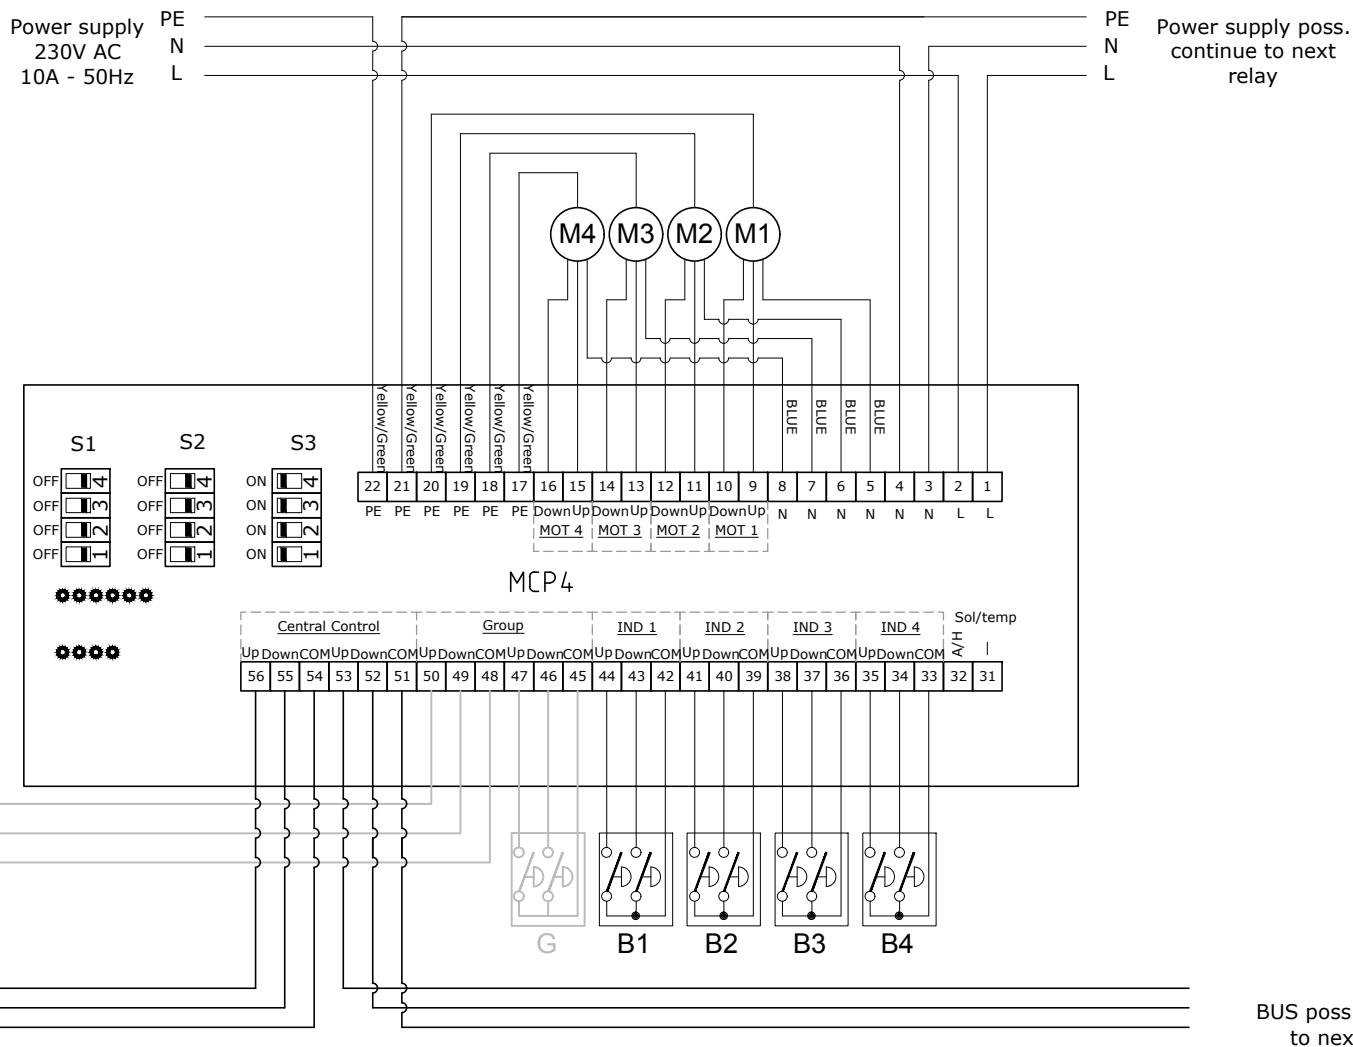 Power supply
230V AC
10A - 50Hz
PE
N
L
PE
N
L
Power supply poss.
continue to next
relay
M4 M3 M2 M1
Yellow/Green Yellow/Green Yellow/Green Yellow/Green Yellow/Green Yellow/Green
BLUE BLUE BLUE BLUE
S1 S2 S3
OFF 4 OFF 4 ON 4
OFF 3 OFF 3 ON 3
OFF 2 OFF 2 ON 2
OFF 1 OFF 1 ON 1
22 21 20 19 18 17 16 15 14 13 12 11 10 9 8 7 6 5 4 3 2 1
PE PE PE PE PE PE Down Up Down Up Down Up Down Up N N N N N N L L
MOT 4 MOT 3 MOT 2 MOT 1
MCP4
Central Control Group IND 1 IND 2 IND 3 IND 4 Sol/temp
Up Down COM Up Down COM Up Down COM Up Down COM Up Down COM Up Down COM Up Down COM Up Down COM A/H —
56 55 54 53 52 51 50 49 48 47 46 45 44 43 42 41 40 39 38 37 36 35 34 33 32 31
G B1 B2 B3 B4
BUS poss
to nex